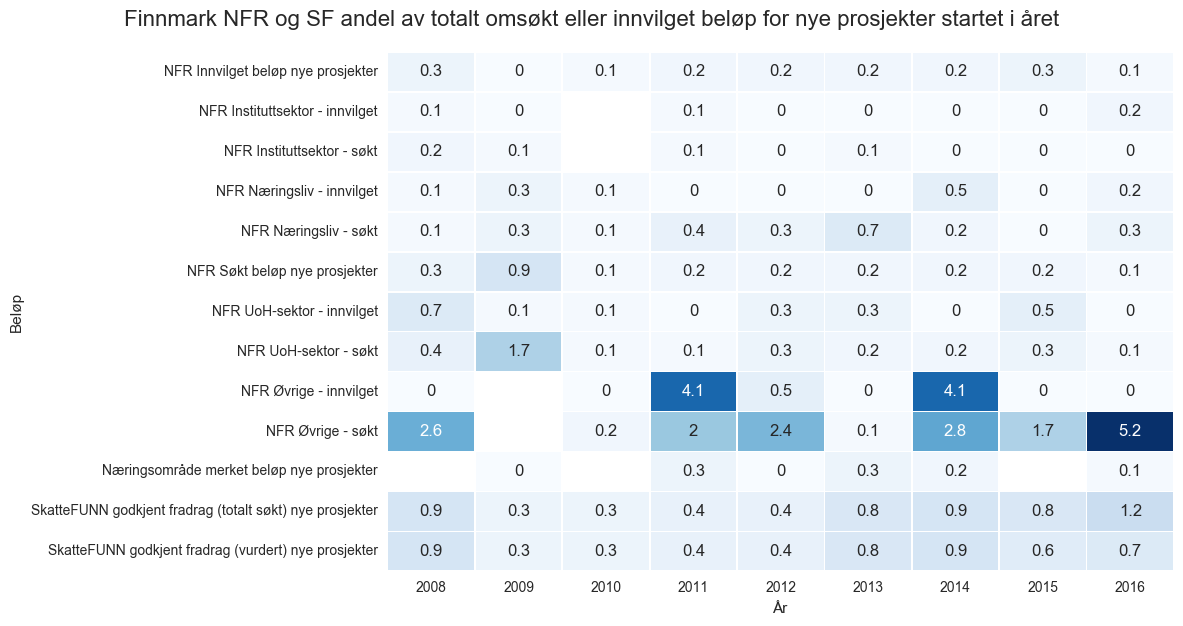 Finnmark NFR og SF andel av totalt omsøkt eller innvilget beløp for nye prosjekter startet i året
NFR Innvilget beløp nye prosjekter 0.3 0 0.1 0.2 0.2 0.2 0.2 0.3 0.1
NFR Instituttsektor - innvilget 0.1 0 0.1 0 0 0 0 0.2
NFR Instituttsektor - søkt 0.2 0.1 0.1 0 0.1 0 0 0
NFR Næringsliv - innvilget 0.1 0.3 0.1 0 0 0 0.5 0 0.2
NFR Næringsliv - søkt 0.1 0.3 0.1 0.4 0.3 0.7 0.2 0 0.3
NFR Søkt beløp nye prosjekter 0.3 0.9 0.1 0.2 0.2 0.2 0.2 0.2 0.1
Beløp
NFR UoH-sektor - innvilget 0.7 0.1 0.1 0 0.3 0.3 0 0.5 0
NFR UoH-sektor - søkt 0.4 1.7 0.1 0.1 0.3 0.2 0.2 0.3 0.1
NFR Øvrige - innvilget 0 0 4.1 0.5 0 4.1 0 0
NFR Øvrige - søkt 2.6 0.2 2 2.4 0.1 2.8 1.7 5.2
Næringsområde merket beløp nye prosjekter 0 0.3 0 0.3 0.2 0.1
SkatteFUNN godkjent fradrag (totalt søkt) nye prosjekter 0.9 0.3 0.3 0.4 0.4 0.8 0.9 0.8 1.2
SkatteFUNN godkjent fradrag (vurdert) nye prosjekter 0.9 0.3 0.3 0.4 0.4 0.8 0.9 0.6 0.7
2008 2009 2010 2011 2012 2013 2014 2015 2016
År